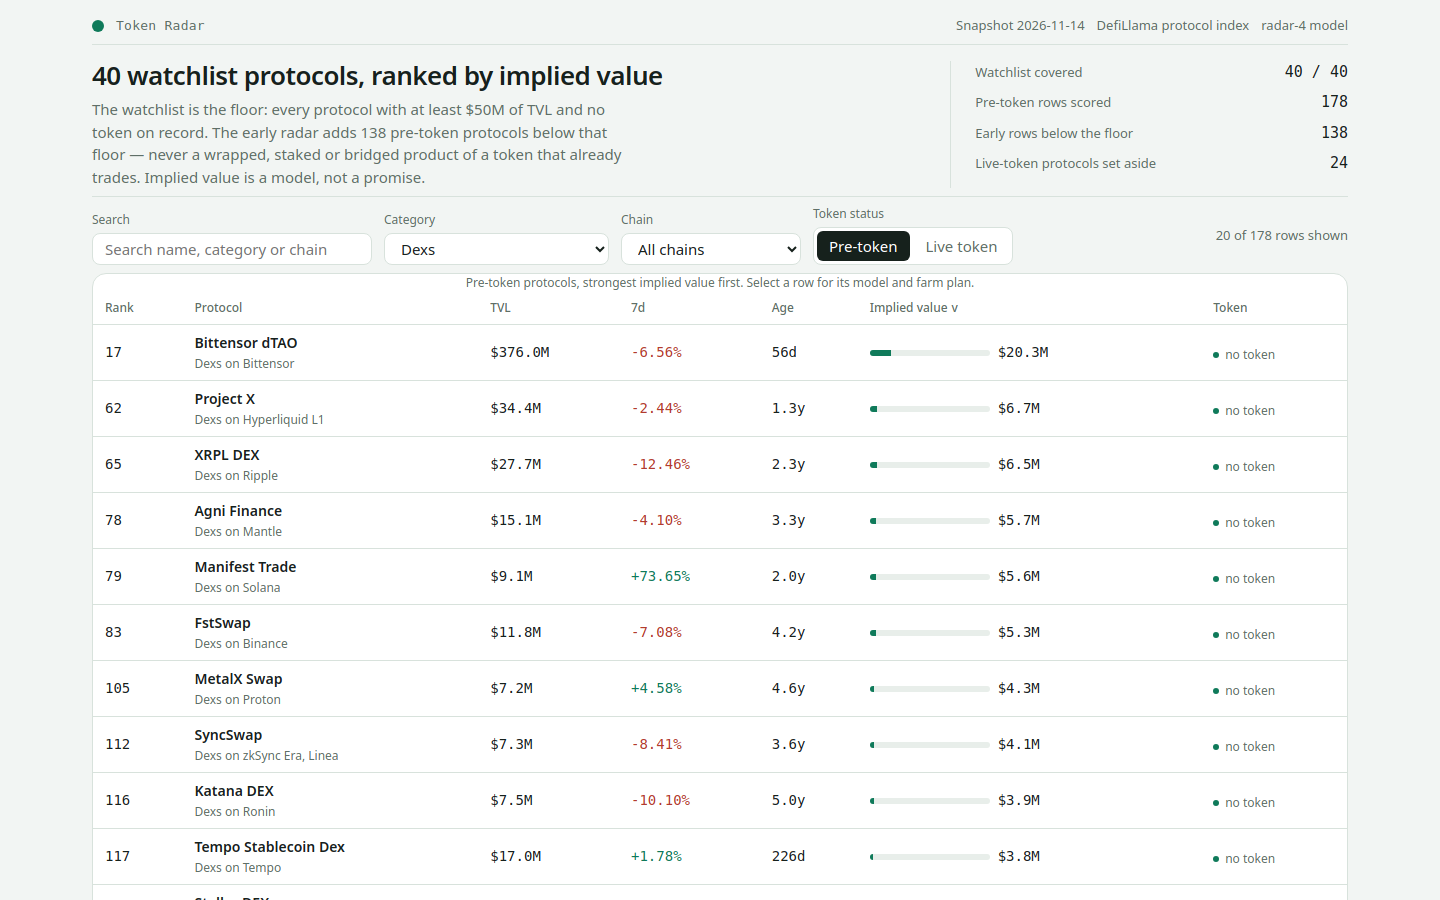 Token Radar
Snapshot 2026-11-14 DefiLlama protocol index radar-4 model
40 watchlist protocols, ranked by implied value
The watchlist is the floor: every protocol with at least $50M of TVL and no
token on record. The early radar adds 138 pre-token protocols below that
floor — never a wrapped, staked or bridged product of a token that already
trades. Implied value is a model, not a promise.
Watchlist covered 40 / 40
Pre-token rows scored 178
Early rows below the floor 138
Live-token protocols set aside 24
Search Category Chain Token status
Search name, category or chain Dexs All chains Pre-token Live token
20 of 178 rows shown
Pre-token protocols, strongest implied value first. Select a row for its model and farm plan.
Rank Protocol TVL 7d Age Implied value v Token
17 Bittensor dTAO $376.0M -6.56% 56d $20.3M no token
Dexs on Bittensor
62 Project X $34.4M -2.44% 1.3y $6.7M no token
Dexs on Hyperliquid L1
65 XRPL DEX $27.7M -12.46% 2.3y $6.5M no token
Dexs on Ripple
78 Agni Finance $15.1M -4.10% 3.3y $5.7M no token
Dexs on Mantle
79 Manifest Trade $9.1M +73.65% 2.0y $5.6M no token
Dexs on Solana
83 FstSwap $11.8M -7.08% 4.2y $5.3M no token
Dexs on Binance
105 MetalX Swap $7.2M +4.58% 4.6y $4.3M no token
Dexs on Proton
112 SyncSwap $7.3M -8.41% 3.6y $4.1M no token
Dexs on zkSync Era, Linea
116 Katana DEX $7.5M -10.10% 5.0y $3.9M no token
Dexs on Ronin
117 Tempo Stablecoin Dex $17.0M +1.78% 226d $3.8M no token
Dexs on Tempo